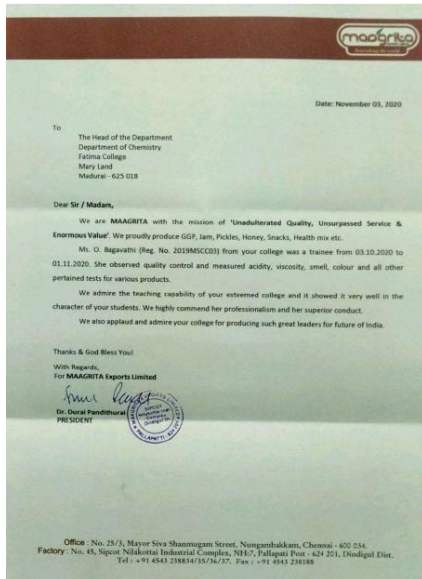 maagrita
Date: November 03, 2020
To
The Head of the Department
Department of Chemistry
Fatima College
Mary Land
Madurai - 625 018
Dear Sir / Madam,
We are MAAGRITA with the mission of 'Unadulterated Quality, Unsurpassed Service &
Enormous Value'. We proudly produce GGP, Jam, Pickles, Honey, Snacks, Health mix etc.
Ms. O. Bagavathi (Reg. No. 2019MSCC03) from your college was a trainee from 03.10.2020 to
01.11.2020. She observed quality control and measured acidity, viscosity, smell, colour and all other
pertained tests for various products.
We admire the teaching capability of your esteemed college and it showed it very well in the
character of your students. We highly commend her professionalism and her superior conduct.
We also applaud and admire your college for producing such great leaders for future of India.
Thanks & God Bless You!
With Regards,
For MAAGRITA Exports Limited
Dr. Durai Pandithurai
PRESIDENT
Office : No. 25/3, Mayor Siva Shanmugam Street, Nungambakkam, Chennai - 600 034.
Factory : No. 45, Sipcot Nilakottai Industrial Complex, NH:7, Pallapati Post - 624 201, Dindigul Dist.
Tel : +91 4543 238834/35/36/37, Fax : +91 4543 238188